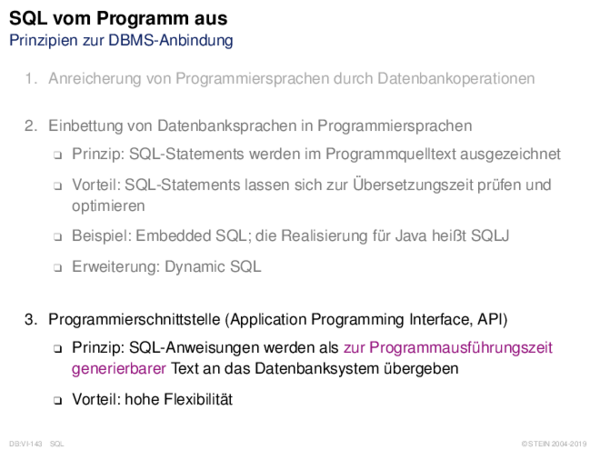 SQL vom Programm aus
Prinzipien zur DBMS-Anbindung
1. Anreicherung von Programmiersprachen durch Datenbankoperationen
2. Einbettung von Datenbanksprachen in Programmiersprachen
❑ Prinzip: SQL-Statements werden im Programmquelltext ausgezeichnet
❑ Vorteil: SQL-Statements lassen sich zur Übersetzungszeit prüfen und
optimieren
❑ Beispiel: Embedded SQL; die Realisierung für Java heißt SQLJ
❑ Erweiterung: Dynamic SQL
3. Programmierschnittstelle (Application Programming Interface, API)
❑ Prinzip: SQL-Anweisungen werden als zur Programmausführungszeit
generierbarer Text an das Datenbanksystem übergeben
❑ Vorteil: hohe Flexibilität
DB:VI-143 SQL © STEIN 2004-2019